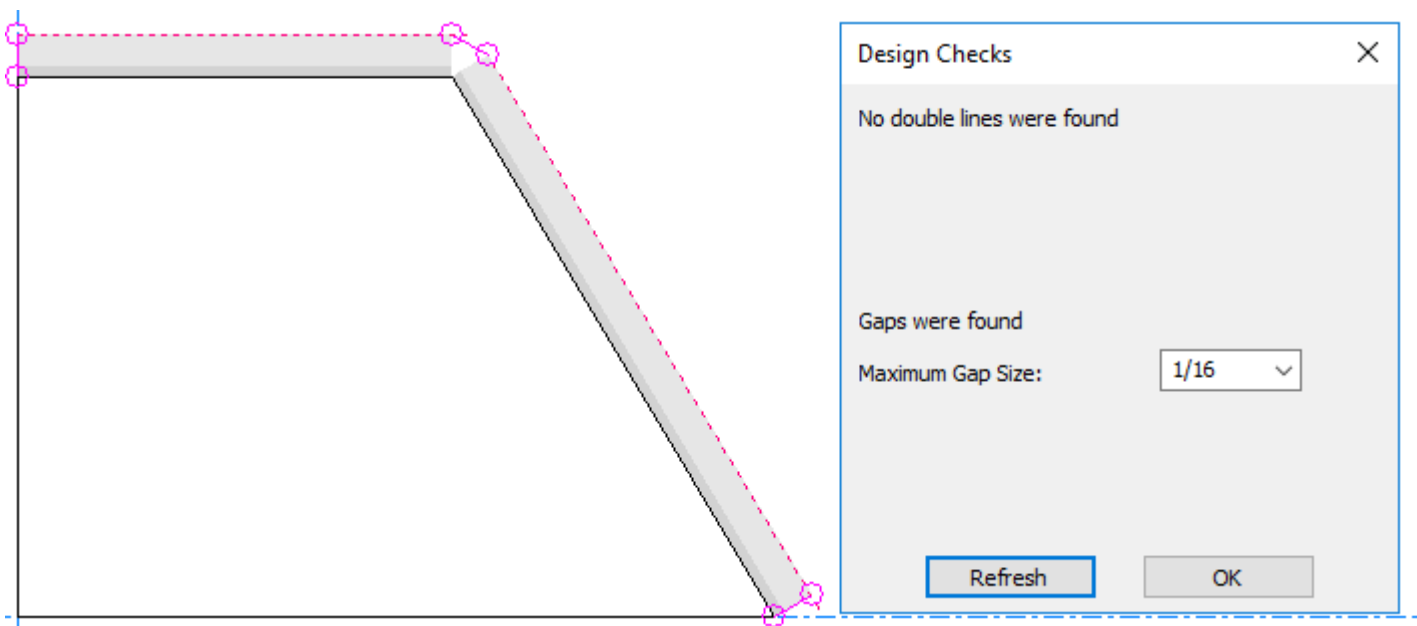 Design Checks
No double lines were found
Gaps were found
Maximum Gap Size: 1/16
Refresh OK